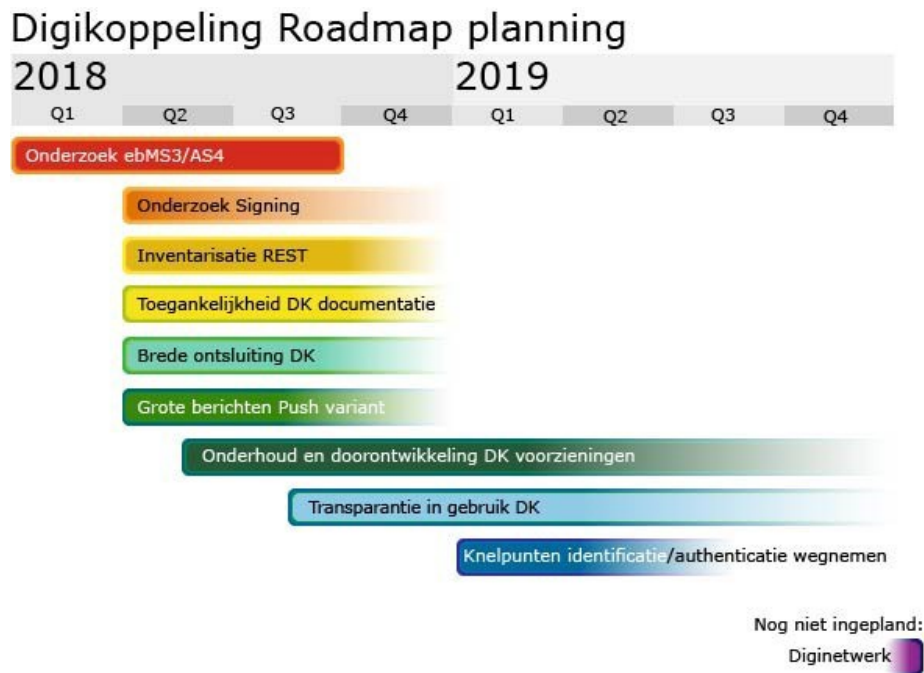 Digikoppeling Roadmap planning
2018 2019
Q1 Q2 Q3 Q4 Q1 Q2 Q3 Q4
Onderzoek ebMS3/AS4
Onderzoek Signing
Inventarisatie REST
Toegankelijkheid DK documentatie
Brede ontsluiting DK
Grote berichten Push variant
Onderhoud en doorontwikkeling DK voorzieningen
Transparantie in gebruik DK
Knelpunten identificatie/authenticatie wegnemen
Nog niet ingepland:
Diginetwerk